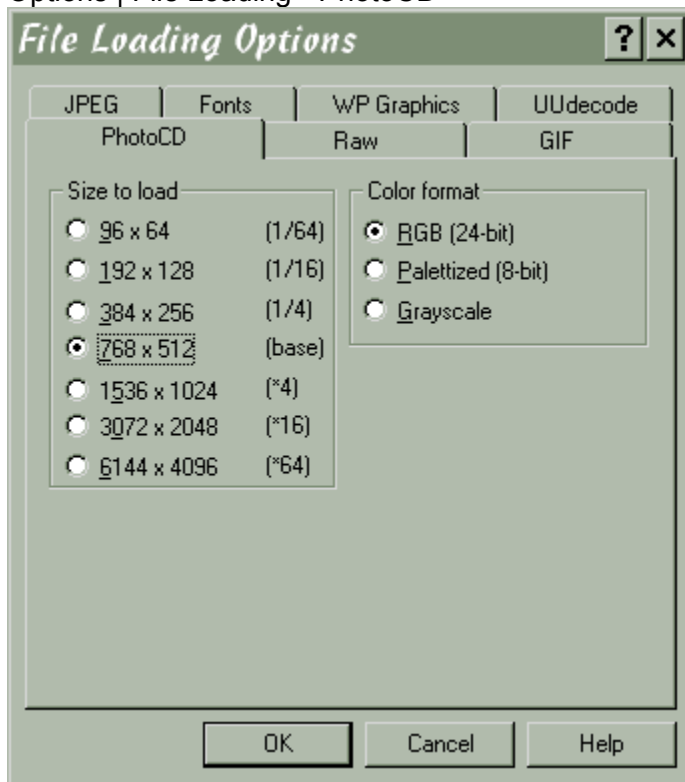 Options | File Loading - PhotoCD
File Loading Options
JPEG Fonts WP Graphics UUdecode
PhotoCD Raw GIF
Size to load
96 x 64 (1/64)
192 x 128 (1/16)
384 x 256 (1/4)
768 x 512 (base)
1536 x 1024 (*4)
3072 x 2048 (*16)
6144 x 4096 (*64)
Color format
RGB (24-bit)
Palettized (8-bit)
Grayscale
OK Cancel Help